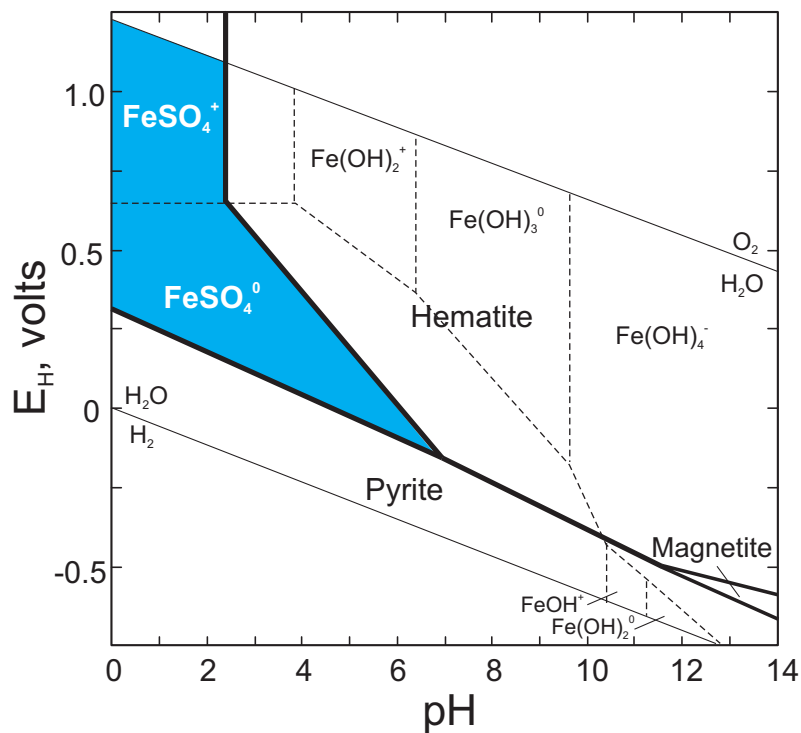 1.0
0.5
0
-0.5
E_H, volts
FeSO₄⁺
FeSO₄⁰
Fe(OH)₂⁺
Fe(OH)₃⁰
O₂
H₂O
Hematite
Fe(OH)₄⁻
H₂O
H₂
Pyrite
Magnetite
FeOH⁺
Fe(OH)₂⁰
0 2 4 6 8 10 12 14
pH